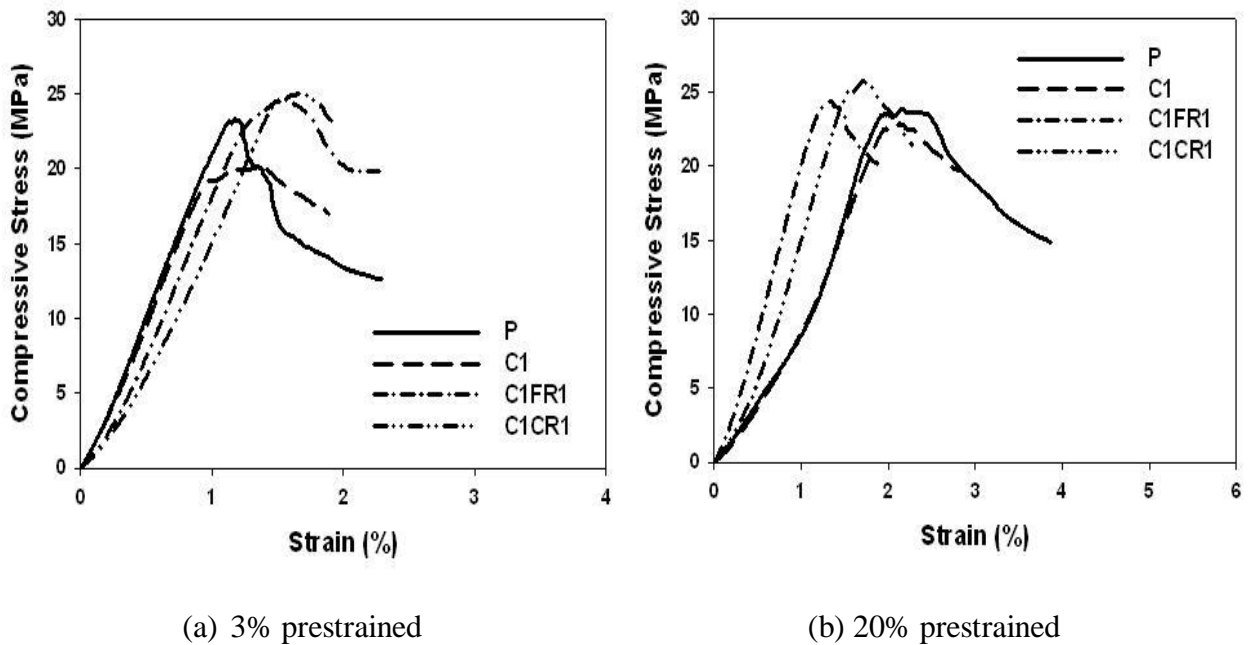 30
25
20
15
10
5
0
Compressive Stress (MPa)
P
C1
C1FR1
C1CR1
0 1 2 3 4
Strain (%)
(a) 3% prestrained
30
25
20
15
10
5
0
Compressive Stress (MPa)
P
C1
C1FR1
C1CR1
0 1 2 3 4 5 6
Strain (%)
(b) 20% prestrained